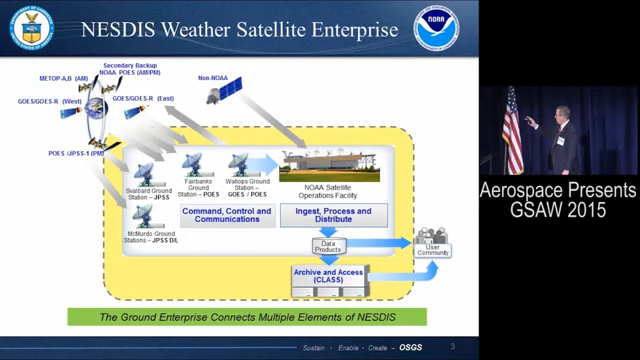 NESDIS Weather Satellite Enterprise
NOAA
Secondary Backup
NOAA POES (AM/PM)
METOP-A,B (AM)
Non-NOAA
GOES/GOES-R (West)
GOES/GOES-R (East)
POES /JPSS-1 (PM)
Svalbard Ground
Station – JPSS
Fairbanks
Ground
Station – POES
Wallops Ground
Station –
GOES / POES
NOAA Satellite
Operations Facility
McMurdo Ground
Stations – JPSS D/L
Command, Control and
Communications
Ingest, Process and
Distribute
Data
Products
User
Community
Archive and Access
(CLASS)
The Ground Enterprise Connects Multiple Elements of NESDIS
Sustain · Enable · Create – OSGS
3
Aerospace Presents
GSAW 2015